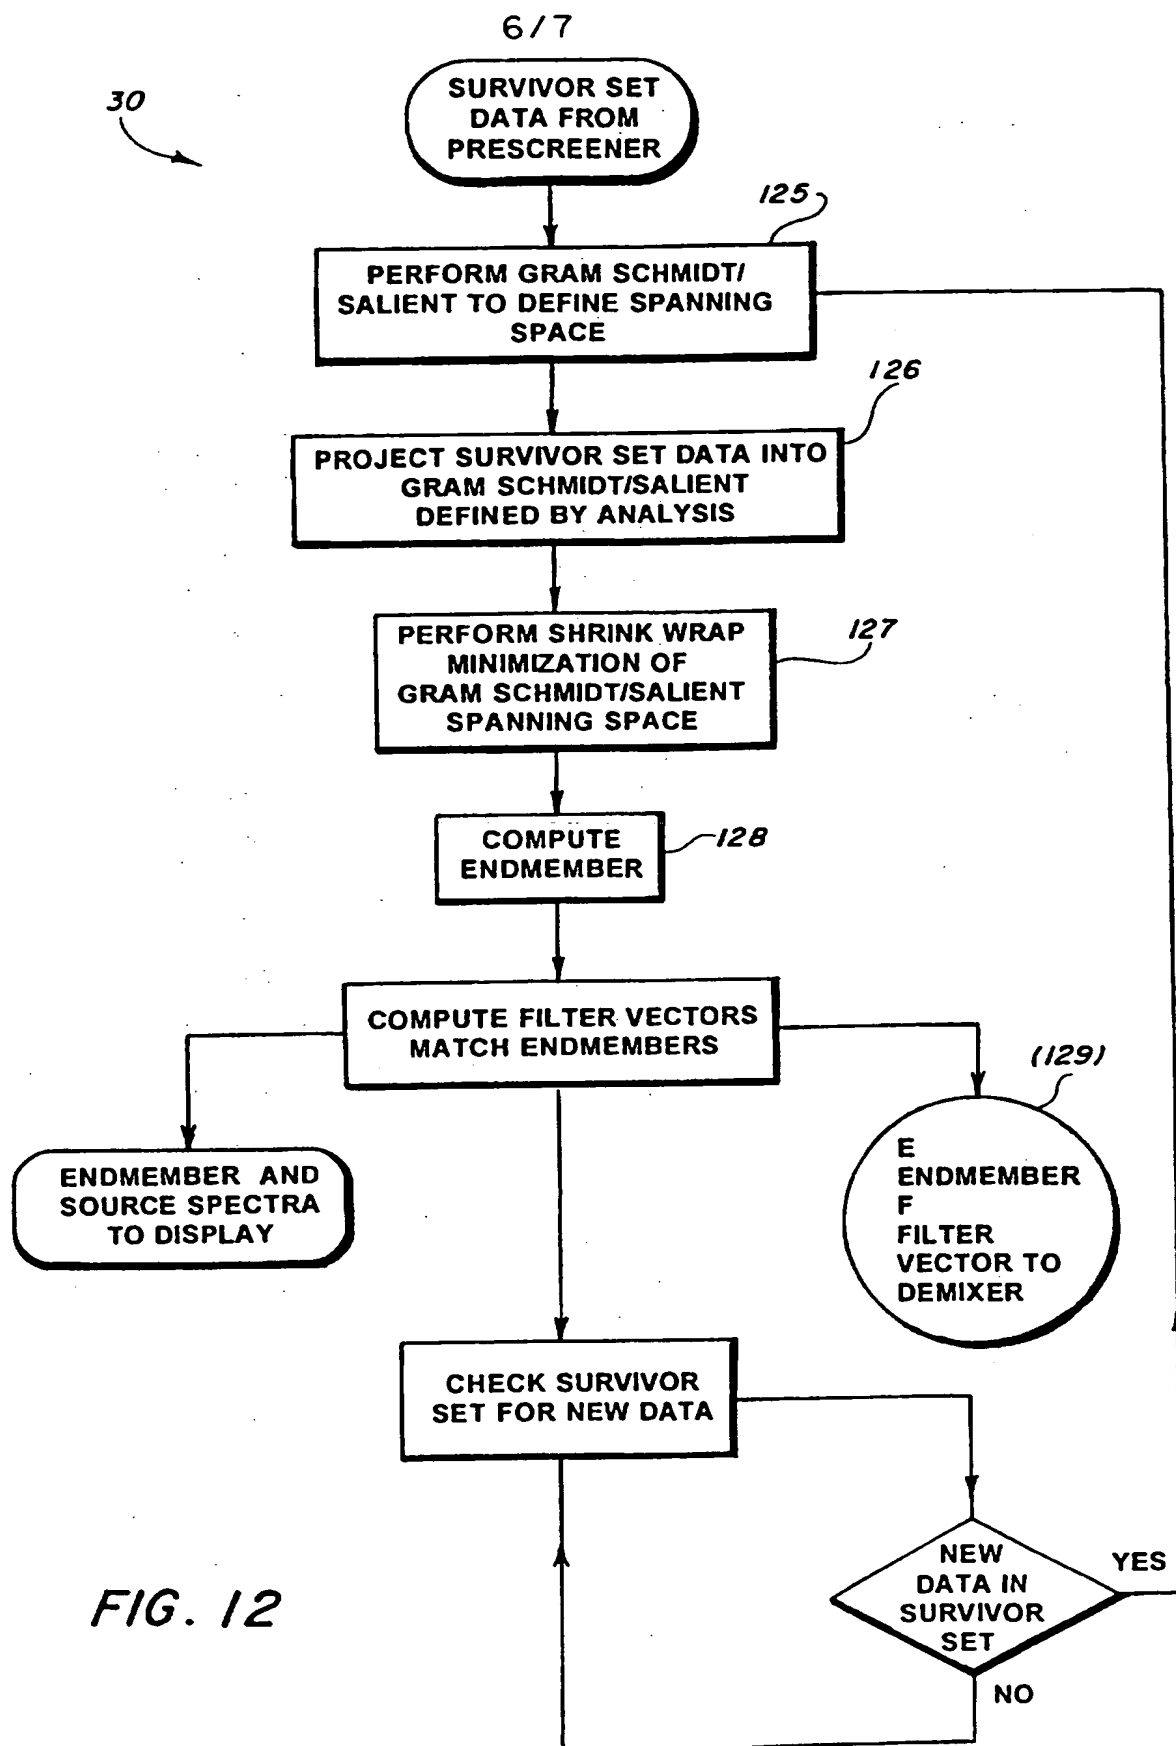 6/7
30
SURVIVOR SET
DATA FROM
PRESCREENER
125
PERFORM GRAM SCHMIDT/
SALIENT TO DEFINE SPANNING
SPACE
126
PROJECT SURVIVOR SET DATA INTO
GRAM SCHMIDT/SALIENT
DEFINED BY ANALYSIS
127
PERFORM SHRINK WRAP
MINIMIZATION OF
GRAM SCHMIDT/SALIENT
SPANNING SPACE
128
COMPUTE
ENDMEMBER
COMPUTE FILTER VECTORS
MATCH ENDMEMBERS
(129)
ENDMEMBER AND
SOURCE SPECTRA
TO DISPLAY
E
ENDMEMBER
F
FILTER
VECTOR TO
DEMIXER
CHECK SURVIVOR
SET FOR NEW DATA
NEW
DATA IN
SURVIVOR
SET
YES
NO
FIG. 12